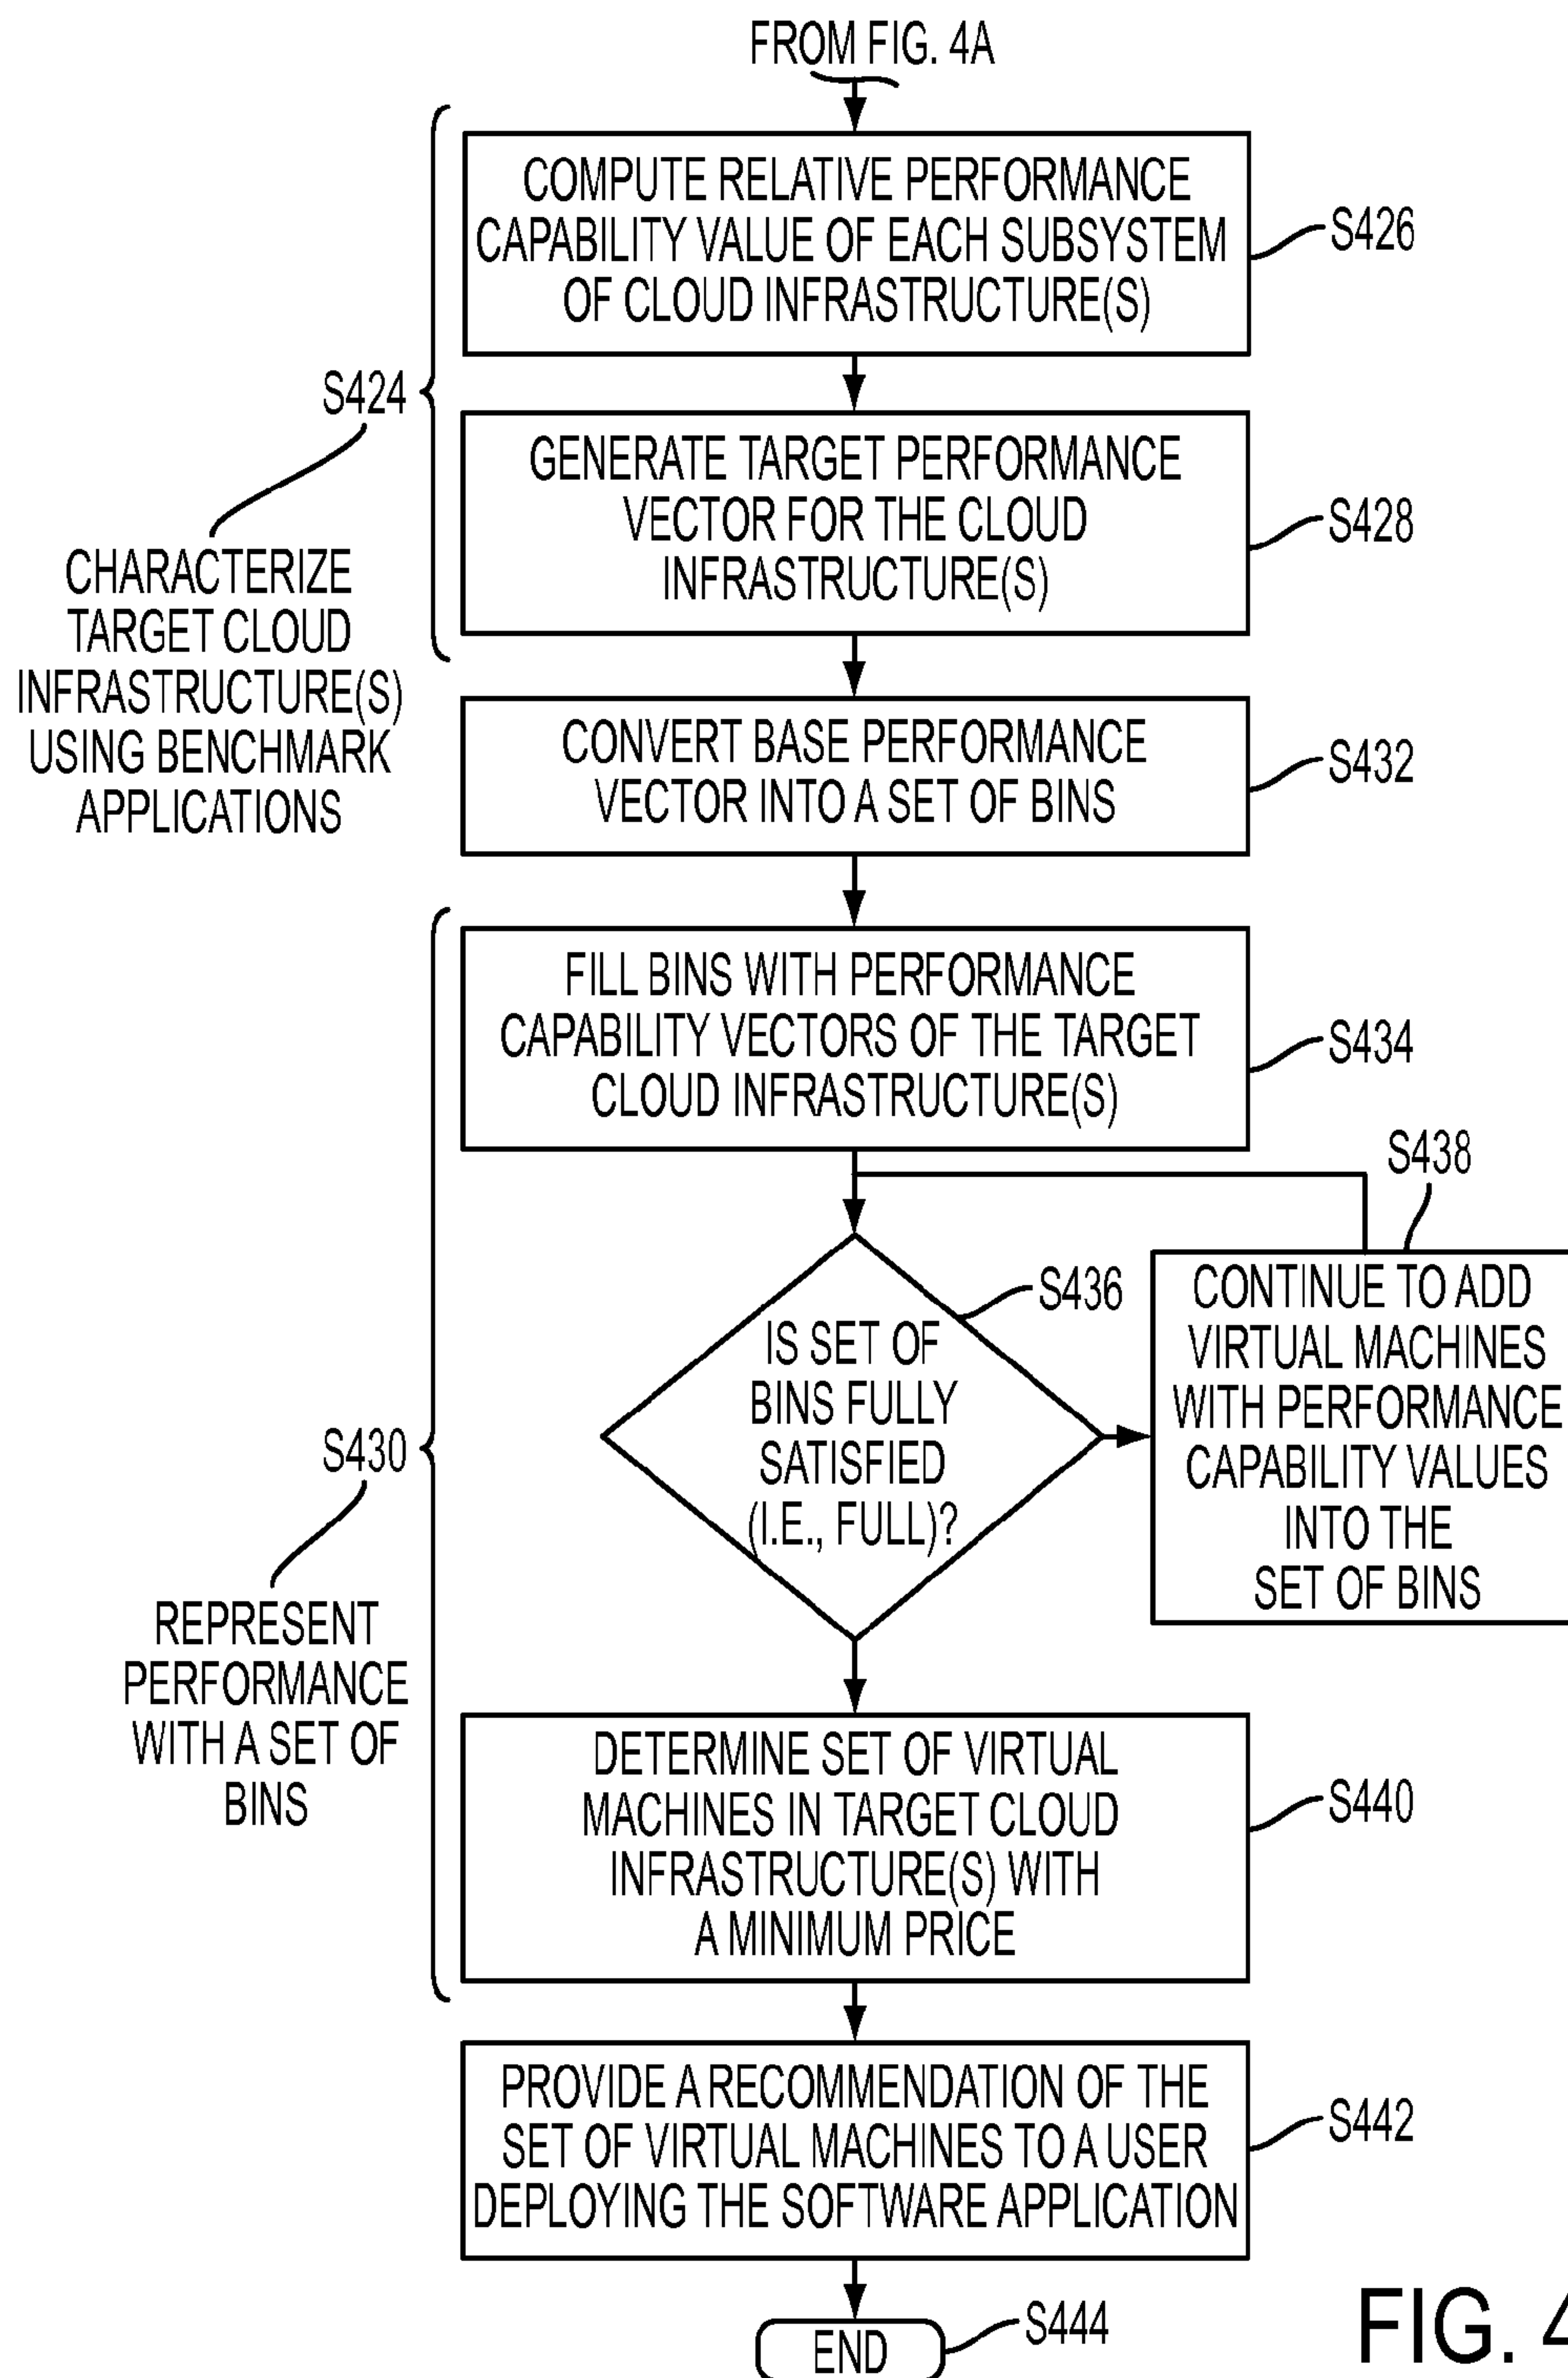 FROM FIG. 4A
COMPUTE RELATIVE PERFORMANCE
CAPABILITY VALUE OF EACH SUBSYSTEM
OF CLOUD INFRASTRUCTURE(S)
S426
S424
CHARACTERIZE
TARGET CLOUD
INFRASTRUCTURE(S)
USING BENCHMARK
APPLICATIONS
GENERATE TARGET PERFORMANCE
VECTOR FOR THE CLOUD
INFRASTRUCTURE(S)
S428
CONVERT BASE PERFORMANCE
VECTOR INTO A SET OF BINS
S432
FILL BINS WITH PERFORMANCE
CAPABILITY VECTORS OF THE TARGET
CLOUD INFRASTRUCTURE(S)
S434
S430
REPRESENT
PERFORMANCE
WITH A SET OF
BINS
IS SET OF
BINS FULLY
SATISFIED
(I.E., FULL)?
S436
S438
CONTINUE TO ADD
VIRTUAL MACHINES
WITH PERFORMANCE
CAPABILITY VALUES
INTO THE
SET OF BINS
DETERMINE SET OF VIRTUAL
MACHINES IN TARGET CLOUD
INFRASTRUCTURE(S) WITH
A MINIMUM PRICE
S440
PROVIDE A RECOMMENDATION OF THE
SET OF VIRTUAL MACHINES TO A USER
DEPLOYING THE SOFTWARE APPLICATION
S442
END
S444
FIG.